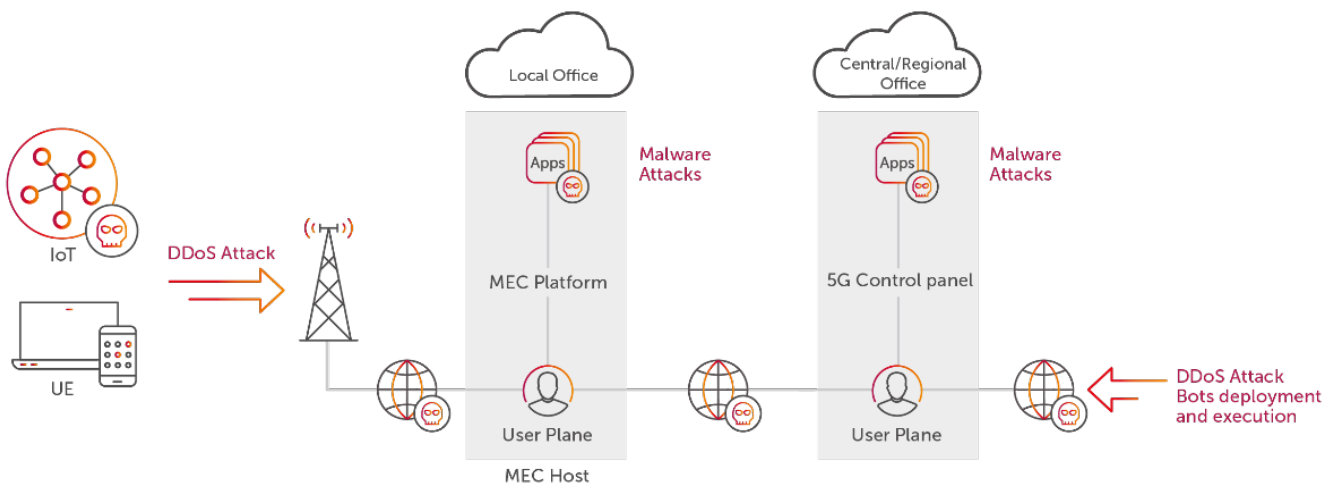 Local Office
Central/Regional
Office
Apps
Malware
Attacks
Apps
Malware
Attacks
IoT
DDoS Attack
MEC Platform
5G Control panel
UE
User Plane
User Plane
DDoS Attack
Bots deployment
and execution
MEC Host